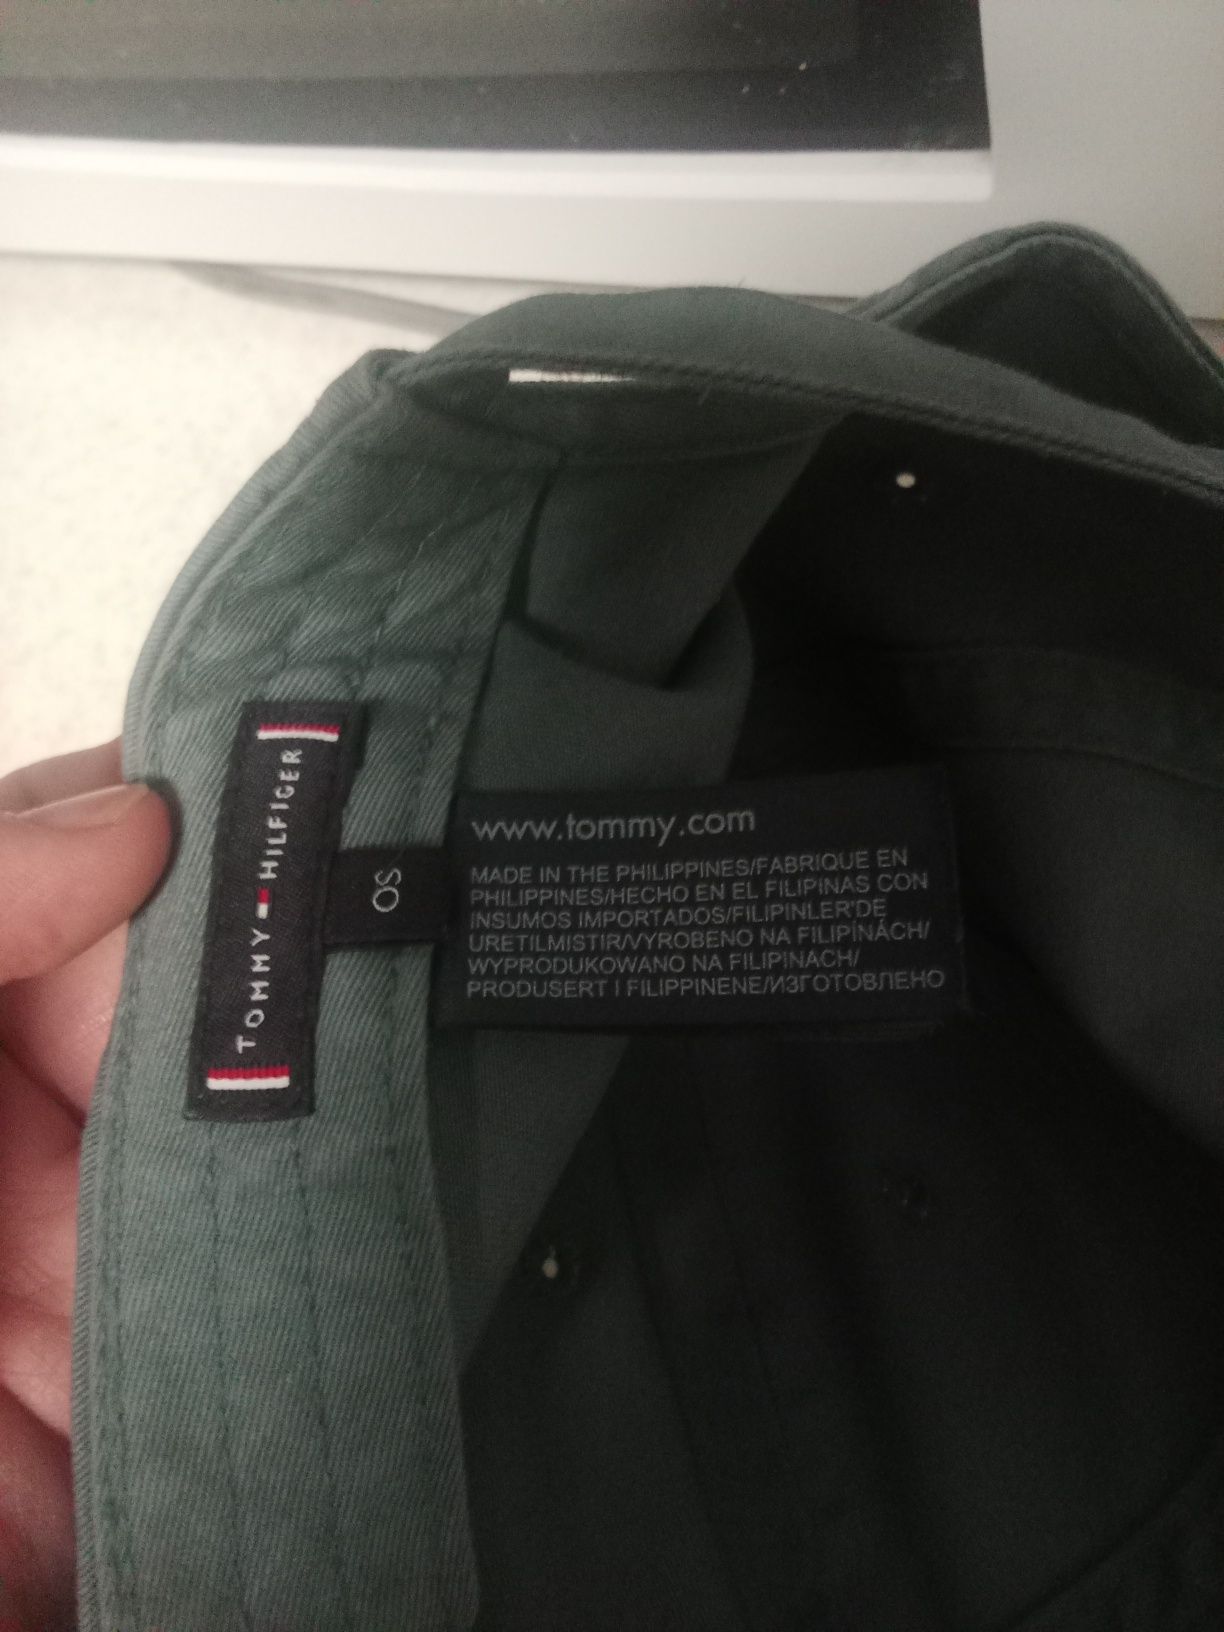 TOMMY HILFIGER
OS
www.tommy.com
MADE IN THE PHILIPPINES/FABRIQUE EN
PHILIPPINES/HECHO EN EL FILIPINAS CON
INSUMOS IMPORTADOS/FILIPINLER'DE
URETILMISTIR/VYROBENO NA FILIPÍNÁCH/
WYPRODUKOWANO NA FILIPINACH/
PRODUSERT I FILIPPINENE/ИЗГОТОВЛЕНО